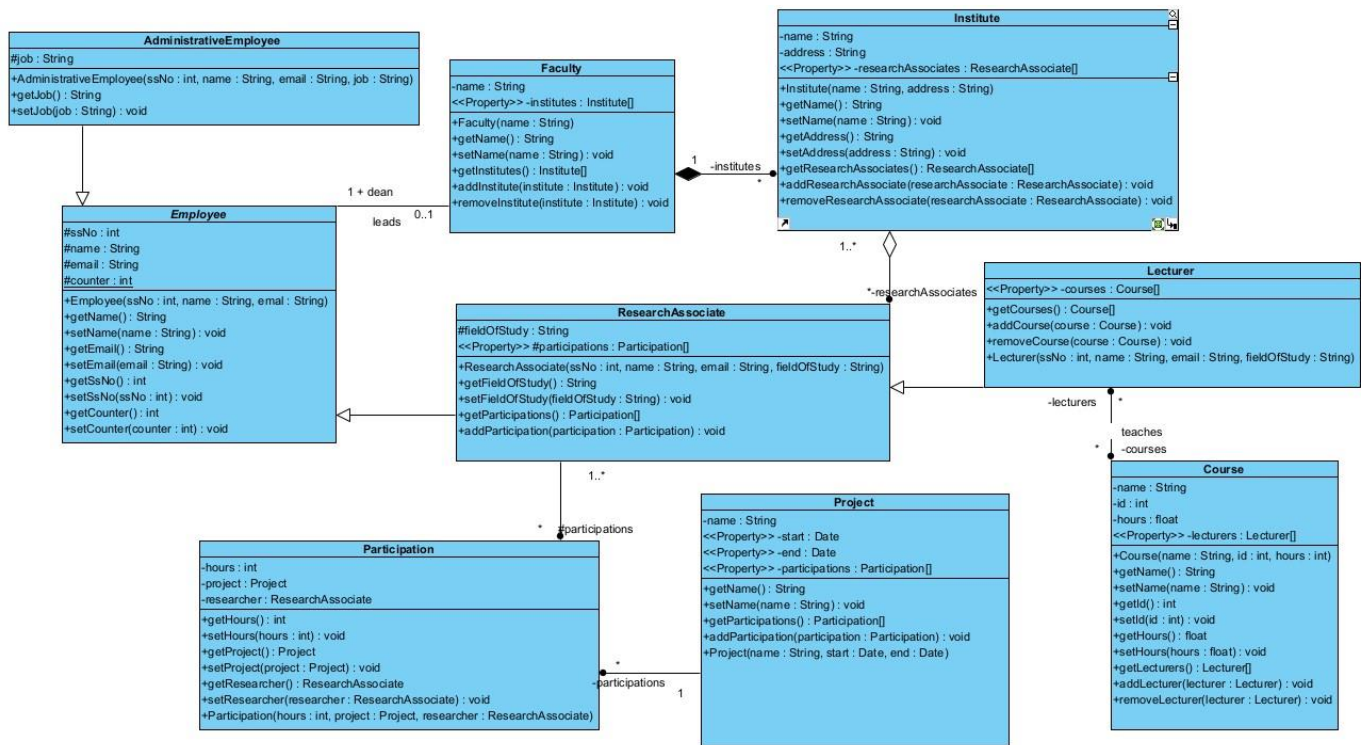 AdministrativeEmployee
#job : String
+AdministrativeEmployee(ssNo : int, name : String, email : String, job : String)
+getJob() : String
+setJob(job : String) : void
Faculty
-name : String
<<Property>> -institutes : Institute[]
+Faculty(name : String)
+getName() : String
+setName(name : String) : void
+getInstitutes() : Institute[]
+addInstitute(institute : Institute) : void
+removeInstitute(institute : Institute) : void
Institute
-name : String
-address : String
<<Property>> -researchAssociates : ResearchAssociate[]
+Institute(name : String, address : String)
+getName() : String
+setName(name : String) : void
+getAddress() : String
+setAddress(address : String) : void
+getResearchAssociates() : ResearchAssociate[]
+addResearchAssociate(researchAssociate : ResearchAssociate) : void
+removeResearchAssociate(researchAssociate : ResearchAssociate) : void
1
-institutes
*
1 + dean
0..1
leads
Employee
#ssNo : int
#name : String
#email : String
#counter : int
+Employee(ssNo : int, name : String, emal : String)
+getName() : String
+setName(name : String) : void
+getEmail() : String
+setEmail(email : String) : void
+getSsNo() : int
+setSsNo(ssNo : int) : void
+getCounter() : int
+setCounter(counter : int) : void
1..*
*-researchAssociates
ResearchAssociate
#fieldOfStudy : String
<<Property>> #participations : Participation[]
+ResearchAssociate(ssNo : int, name : String, email : String, fieldOfStudy : String)
+getFieldOfStudy() : String
+setFieldOfStudy(fieldOfStudy : String) : void
+getParticipations() : Participation[]
+addParticipation(participation : Participation) : void
Lecturer
<<Property>> -courses : Course[]
+getCourses() : Course[]
+addCourse(course : Course) : void
+removeCourse(course : Course) : void
+Lecturer(ssNo : int, name : String, email : String, fieldOfStudy : String)
-lecturers
*
teaches
*
-courses
1..*
*
#participations
Participation
-hours : int
-project : Project
-researcher : ResearchAssociate
+getHours() : int
+setHours(hours : int) : void
+getProject() : Project
+setProject(project : Project) : void
+getResearcher() : ResearchAssociate
+setResearcher(researcher : ResearchAssociate) : void
+Participation(hours : int, project : Project, researcher : ResearchAssociate)
*
-participations
1
Project
-name : String
<<Property>> -start : Date
<<Property>> -end : Date
<<Property>> -participations : Participation[]
+getName() : String
+setName(name : String) : void
+getParticipations() : Participation[]
+addParticipation(participation : Participation) : void
+Project(name : String, start : Date, end : Date)
Course
-name : String
-id : int
-hours : float
<<Property>> -lecturers : Lecturer[]
+Course(name : String, id : int, hours : int)
+getName() : String
+setName(name : String) : void
+getId() : int
+setId(id : int) : void
+getHours() : float
+setHours(hours : float) : void
+getLecturers() : Lecturer[]
+addLecturer(lecturer : Lecturer) : void
+removeLecturer(lecturer : Lecturer) : void